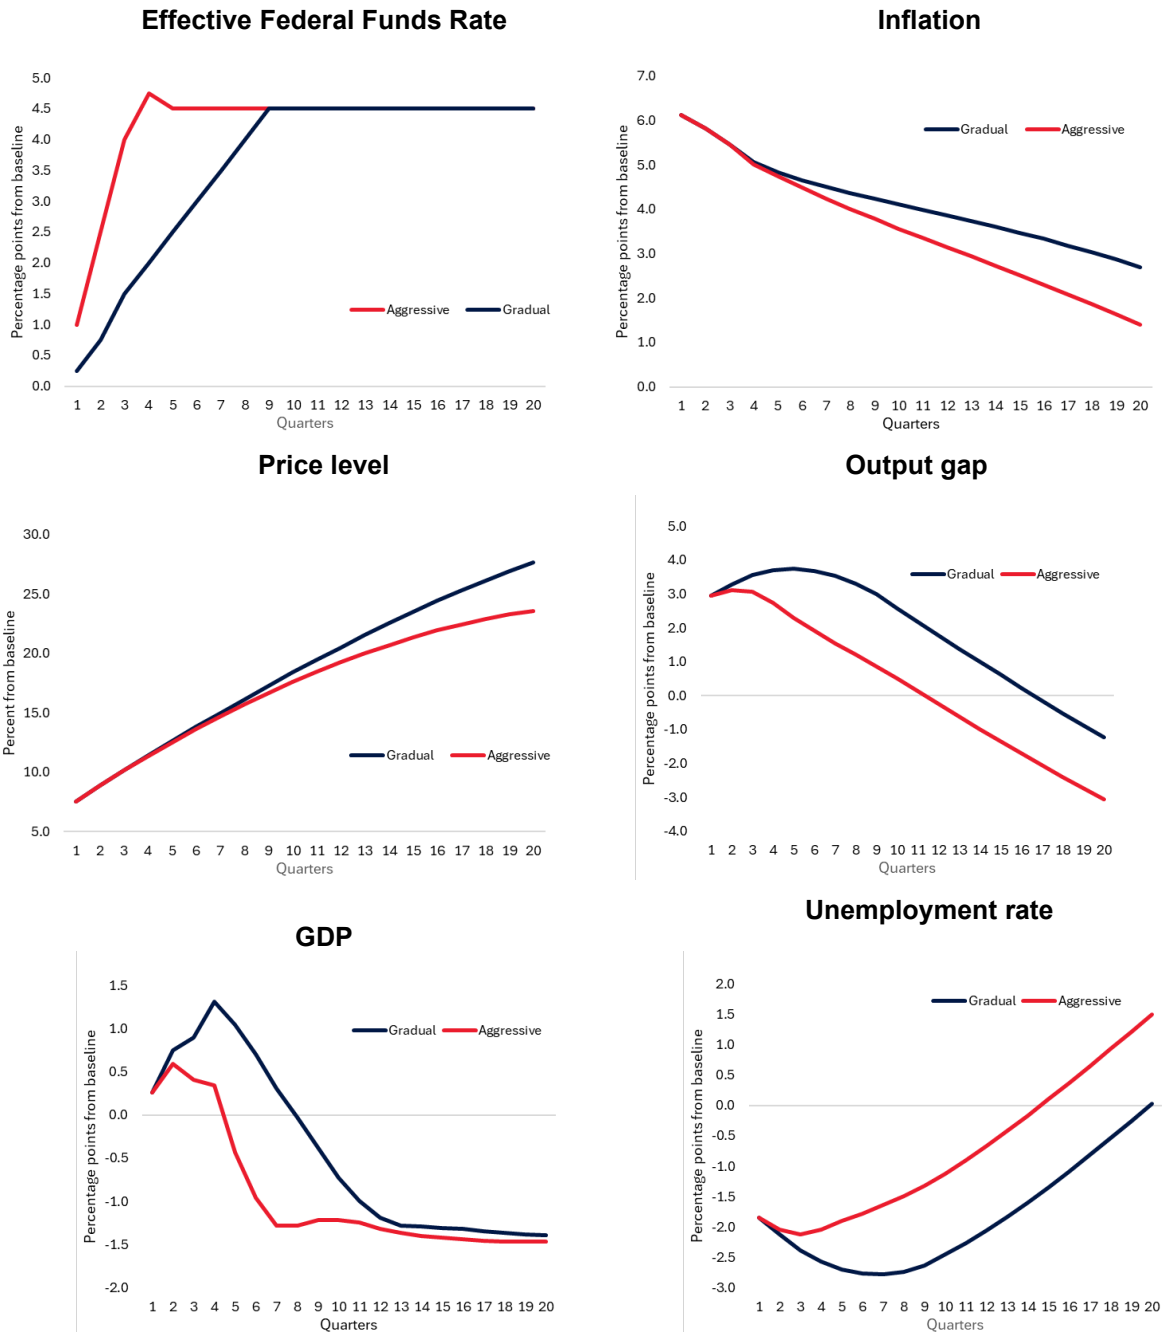 Effective Federal Funds Rate
Percentage points from baseline
5.0
4.5
4.0
3.5
3.0
2.5
2.0
1.5
1.0
0.5
0.0
Aggressive Gradual
1 2 3 4 5 6 7 8 9 10 11 12 13 14 15 16 17 18 19 20
Quarters
Inflation
Percentage points from baseline
7.0
6.0
5.0
4.0
3.0
2.0
1.0
0.0
Gradual Aggressive
1 2 3 4 5 6 7 8 9 10 11 12 13 14 15 16 17 18 19 20
Quarters
Price level
Percent from baseline
30.0
25.0
20.0
15.0
10.0
5.0
Gradual Aggressive
1 2 3 4 5 6 7 8 9 10 11 12 13 14 15 16 17 18 19 20
Quarters
Output gap
Percentage points from baseline
5.0
4.0
3.0
2.0
1.0
0.0
-1.0
-2.0
-3.0
-4.0
Gradual Aggressive
1 2 3 4 5 6 7 8 9 10 11 12 13 14 15 16 17 18 19 20
Quarters
GDP
Percentage points from baseline
1.5
1.0
0.5
0.0
-0.5
-1.0
-1.5
-2.0
Gradual Aggressive
1 2 3 4 5 6 7 8 9 10 11 12 13 14 15 16 17 18 19 20
Quarters
Unemployment rate
Percentage points from baseline
2.0
1.5
1.0
0.5
0.0
-0.5
-1.0
-1.5
-2.0
-2.5
-3.0
Gradual Aggressive
1 2 3 4 5 6 7 8 9 10 11 12 13 14 15 16 17 18 19 20
Quarters